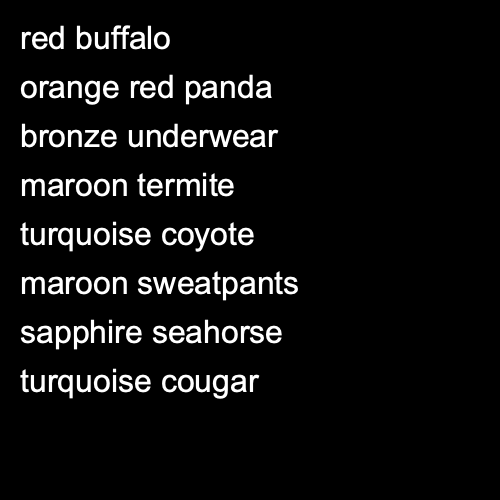 red buffalo
orange red panda
bronze underwear
maroon termite
turquoise coyote
maroon sweatpants
sapphire seahorse
turquoise cougar